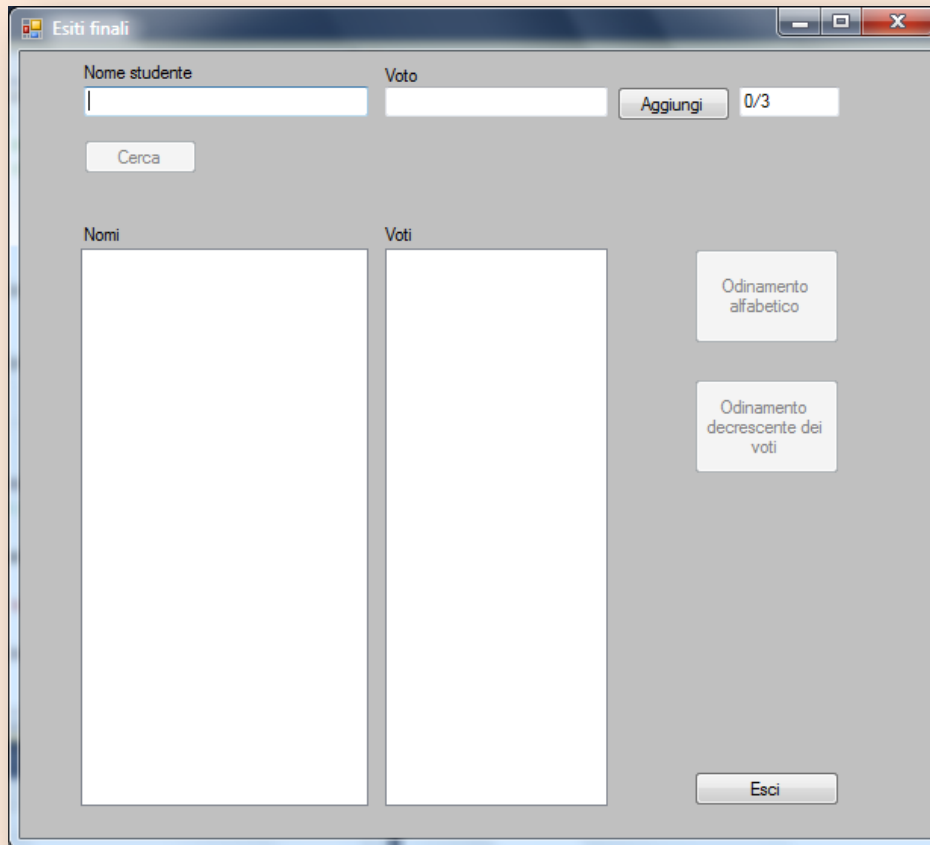 Esiti finali
Nome studente
Voto
Aggiungi
0/3
Cerca
Nomi
Voti
Odinamento
alfabetico
Odinamento
decrescente dei
voti
Esci